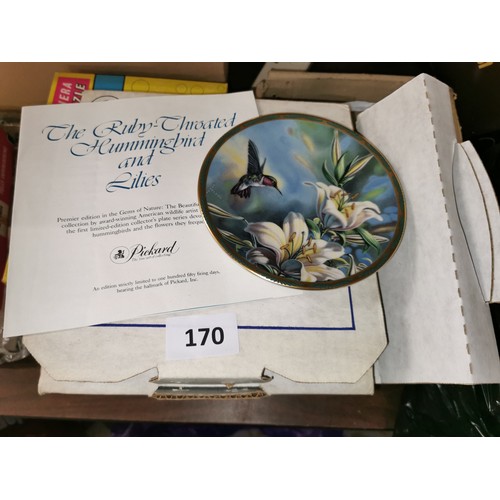 ERA
ZLE
The Ruby-Throated
Hummingbird
and
Lilies
Premier edition in the Gems of Nature: The Beautiful
collection by award-winning American wildlife artist
the first limited-edition collector's plate series
hummingbirds and the flowers they
Pickard
An edition strictly limited to one hundred fifty firing days,
bearing the hallmark of Pickard, Inc.
170